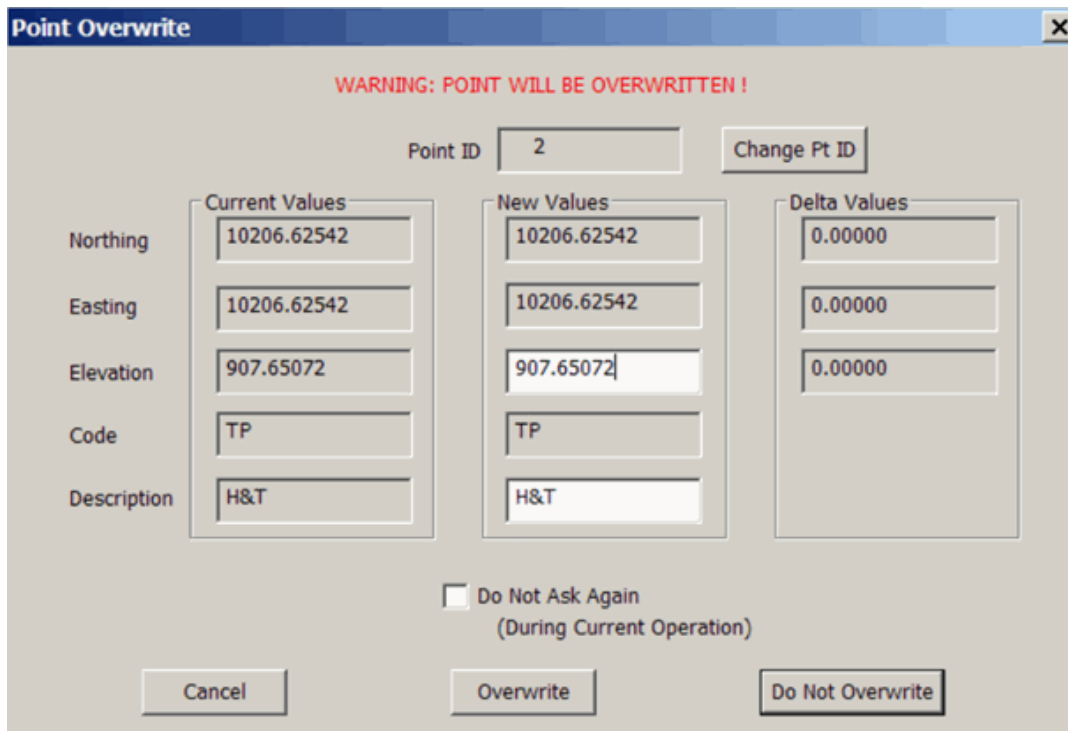 Point Overwrite
WARNING: POINT WILL BE OVERWRITTEN !
Point ID 2 Change Pt ID
Current Values New Values Delta Values
Northing 10206.62542 10206.62542 0.00000
Easting 10206.62542 10206.62542 0.00000
Elevation 907.65072 907.65072 0.00000
Code TP TP
Description H&T H&T
Do Not Ask Again
(During Current Operation)
Cancel Overwrite Do Not Overwrite